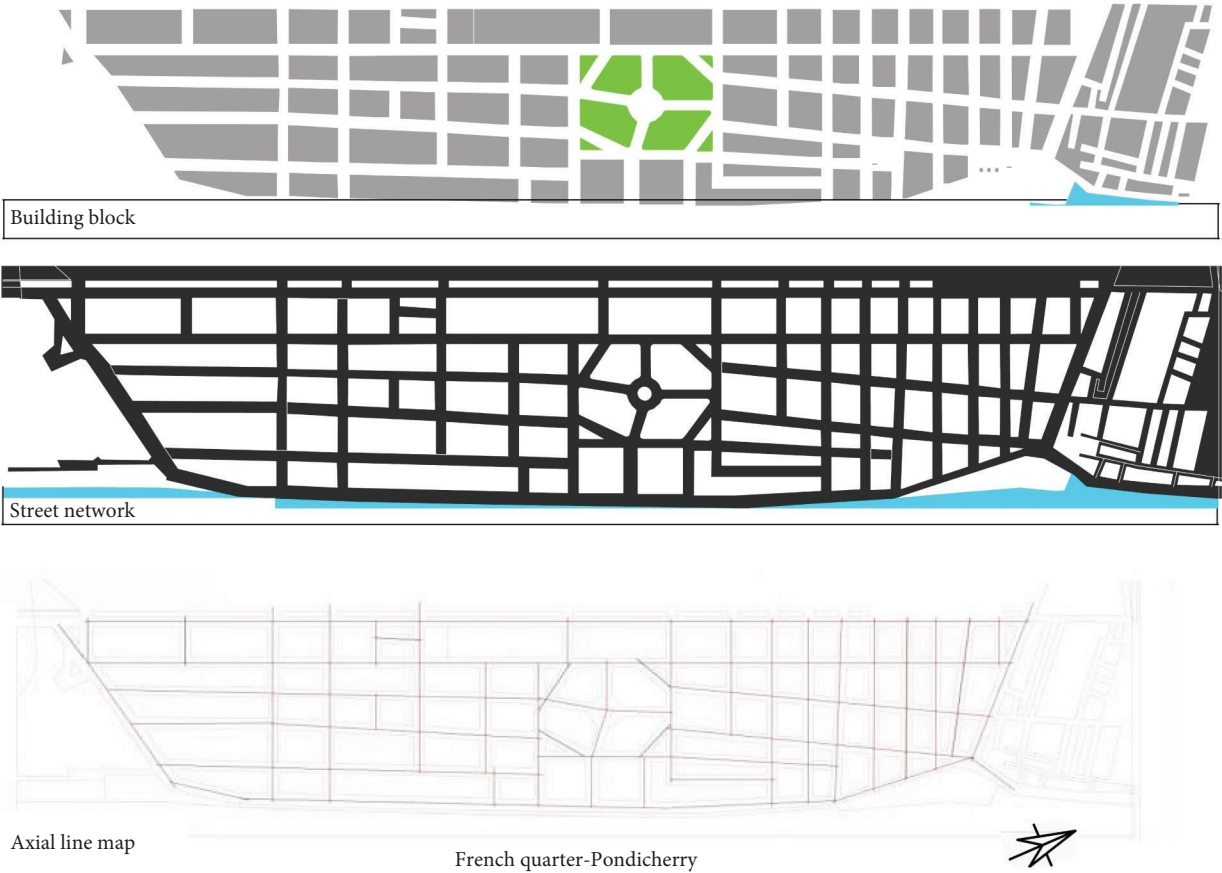 Building block
Street network
Axial line map
French quarter-Pondicherry